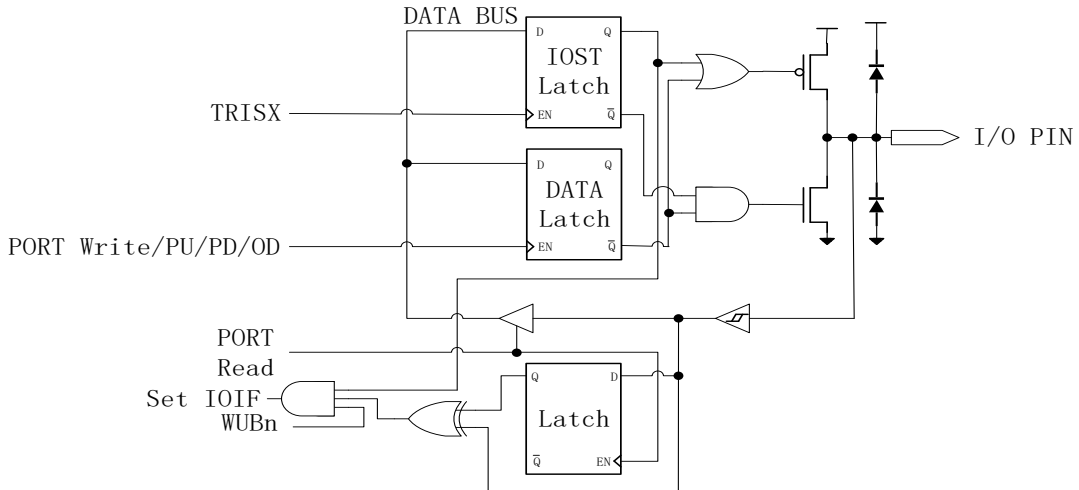 DATA BUS
D
Q
IOST
Latch
TRISX
EN
Q̅
I/O PIN
D
Q
DATA
Latch
PORT Write/PU/PD/OD
EN
Q̅
PORT
Read
Set IOIF
WUBn
Q
D
Latch
Q̅
EN